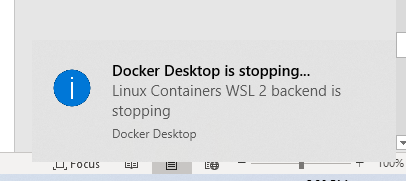 Docker Desktop is stopping...
Linux Containers WSL 2 backend is
stopping
Docker Desktop
Focus
100%